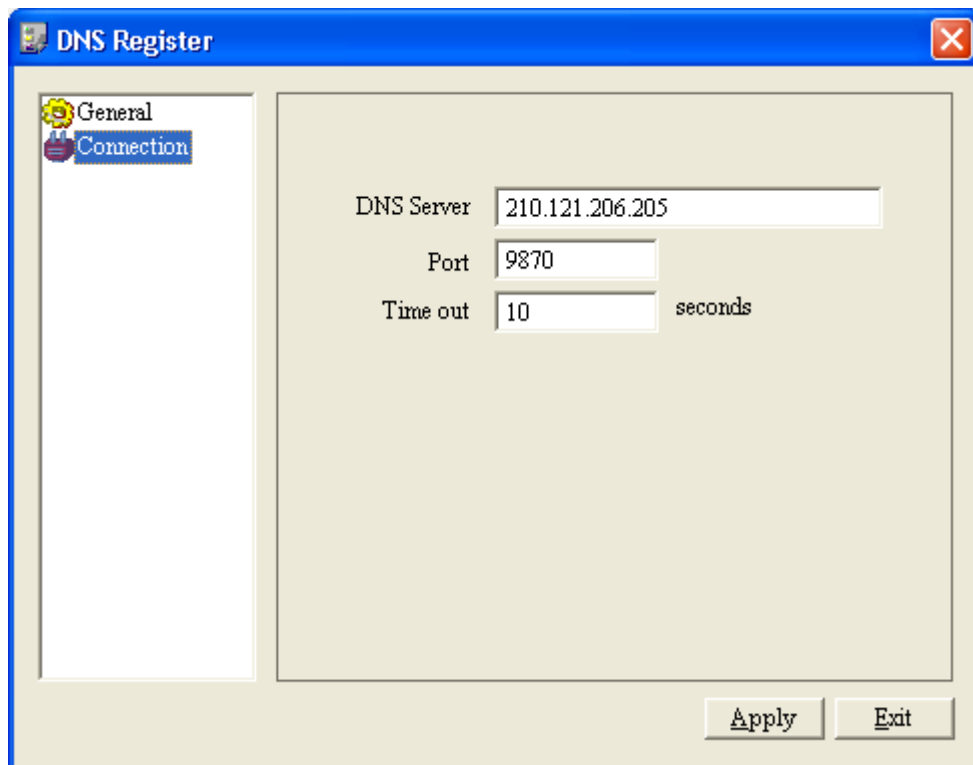 DNS Register
General
Connection
DNS Server 210.121.206.205
Port 9870
Time out 10 seconds
Apply Exit